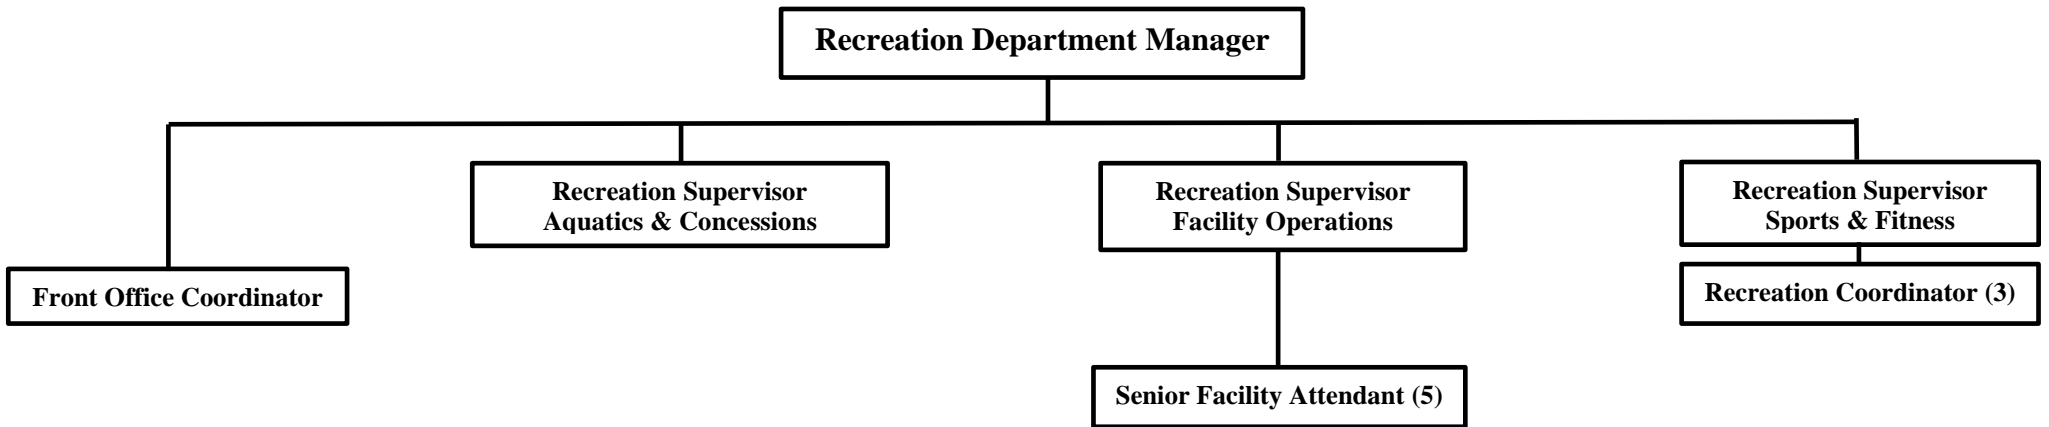 Recreation Department Manager
Recreation Supervisor
Aquatics & Concessions
Recreation Supervisor
Facility Operations
Recreation Supervisor
Sports & Fitness
Front Office Coordinator
Recreation Coordinator (3)
Senior Facility Attendant (5)